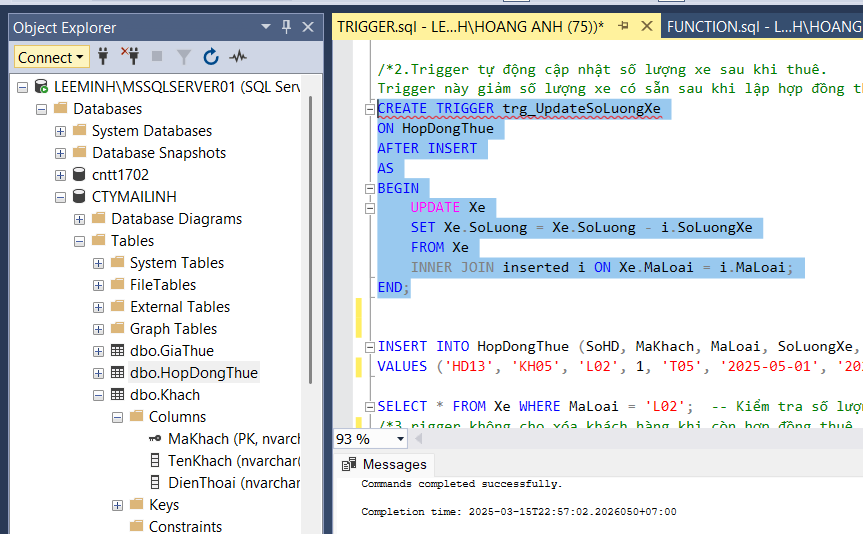 Object Explorer
Connect
LEEMINH\MSSQLSERVER01 (SQL Serv
Databases
System Databases
Database Snapshots
cntt1702
CTYMAILINH
Database Diagrams
Tables
System Tables
FileTables
External Tables
Graph Tables
dbo.GiaThue
dbo.HopDongThue
dbo.Khach
Columns
MaKhach (PK, nvarch
TenKhach (nvarchar(
DienThoai (nvarchar
Keys
Constraints
TRIGGER.sql - LE...H\HOANG ANH (75))*
FUNCTION.sql - L...H\HOANG
/*2.Trigger tự động cập nhật số lượng xe sau khi thuê.
Trigger này giảm số lượng xe có sẵn sau khi lập hợp đồng th
CREATE TRIGGER trg_UpdateSoLuongXe
ON HopDongThue
AFTER INSERT
AS
BEGIN
UPDATE Xe
SET Xe.SoLuong = Xe.SoLuong - i.SoLuongXe
FROM Xe
INNER JOIN inserted i ON Xe.MaLoai = i.MaLoai;
END;
INSERT INTO HopDongThue (SoHD, MaKhach, MaLoai, SoLuongXe,
VALUES ('HD13', 'KH05', 'L02', 1, 'T05', '2025-05-01', '20
SELECT * FROM Xe WHERE MaLoai = 'L02'; -- Kiểm tra số lượ
/*3.rigger không cho xóa khách hàng khi còn hợp đồng thuê
93 %
Messages
Commands completed successfully.
Completion time: 2025-03-15T22:57:02.2026050+07:00